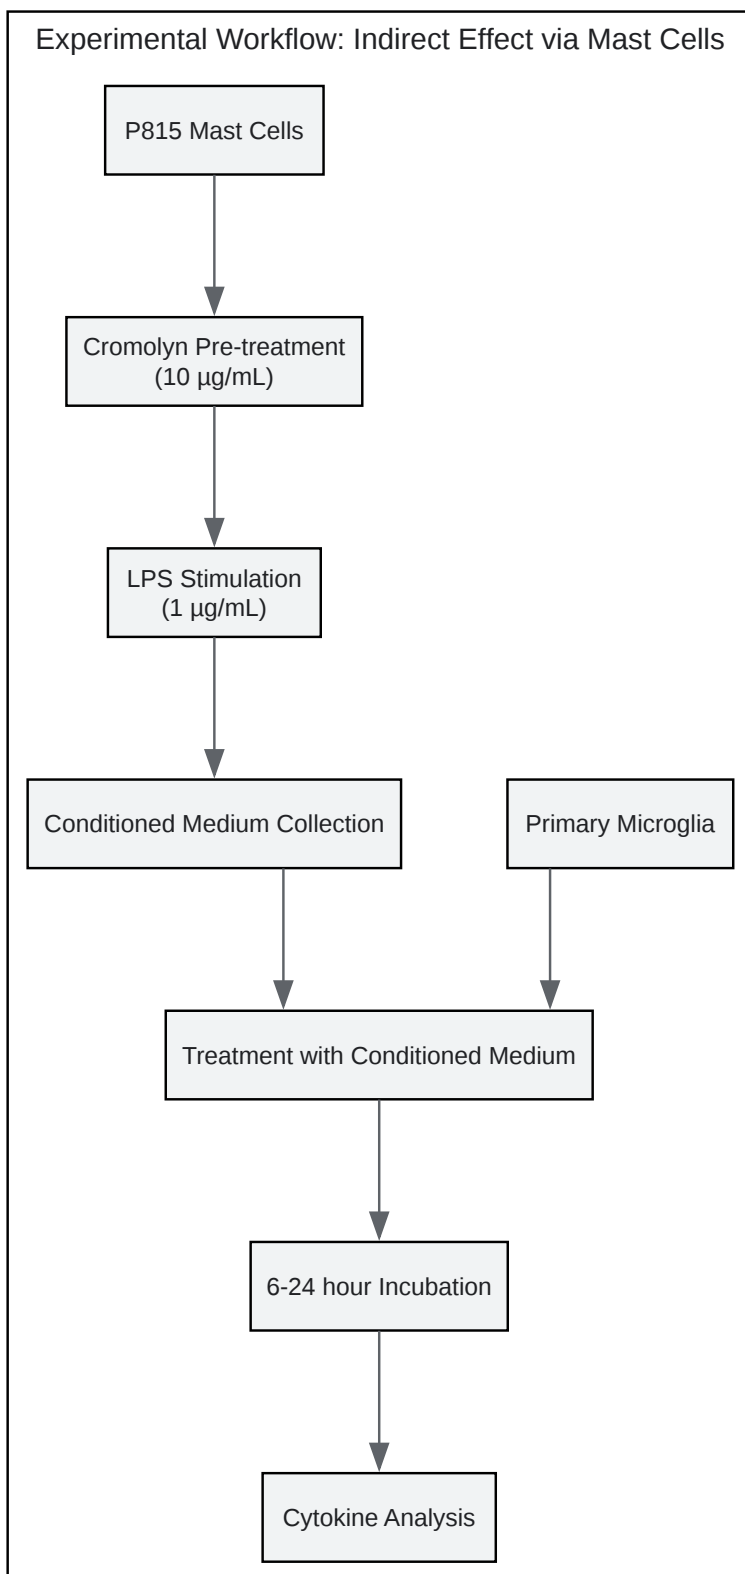 Experimental Workflow: Indirect Effect via Mast Cells
P815 Mast Cells
Cromolyn Pre-treatment
(10 µg/mL)
LPS Stimulation
(1 µg/mL)
Conditioned Medium Collection
Primary Microglia
Treatment with Conditioned Medium
6-24 hour Incubation
Cytokine Analysis